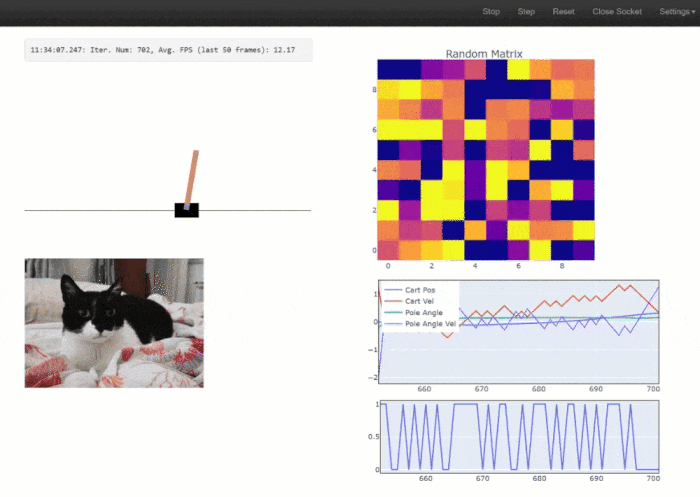 Stop Step Reset Close Socket Settings
11:34:07.247: Iter. Num: 702, Avg. FPS (last 50 frames): 12.17
Random Matrix
8
6
4
2
0
0 2 4 6 8
1
0
−1
−2
Cart Pos
Cart Vel
Pole Angle
Pole Angle Vel
660 670 680 690 700
1
0.5
0
660 670 680 690 700